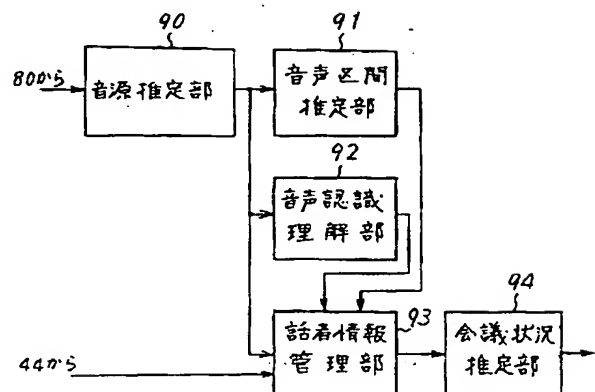 90
91
80から
音源推定部
音声区間
推定部
92
音声認識
理解部
94
話者情報
管理部
93
会議状況
推定部
44から